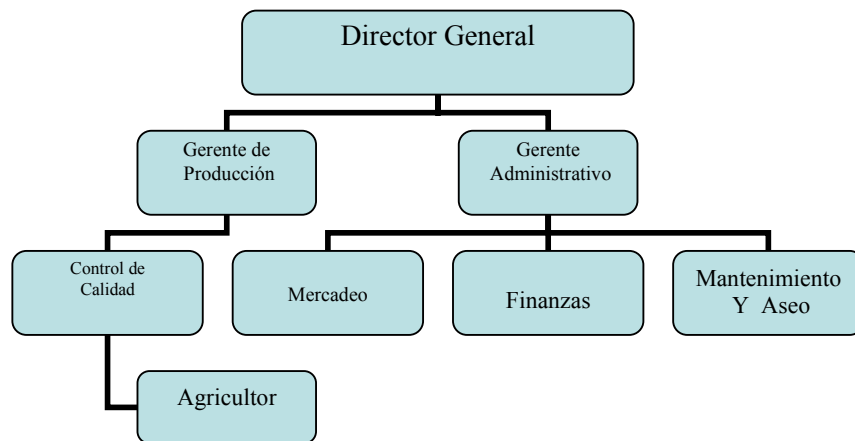 Director General
Gerente de
Producción
Gerente
Administrativo
Control de
Calidad
Mercadeo
Finanzas
Mantenimiento
Y Aseo
Agricultor